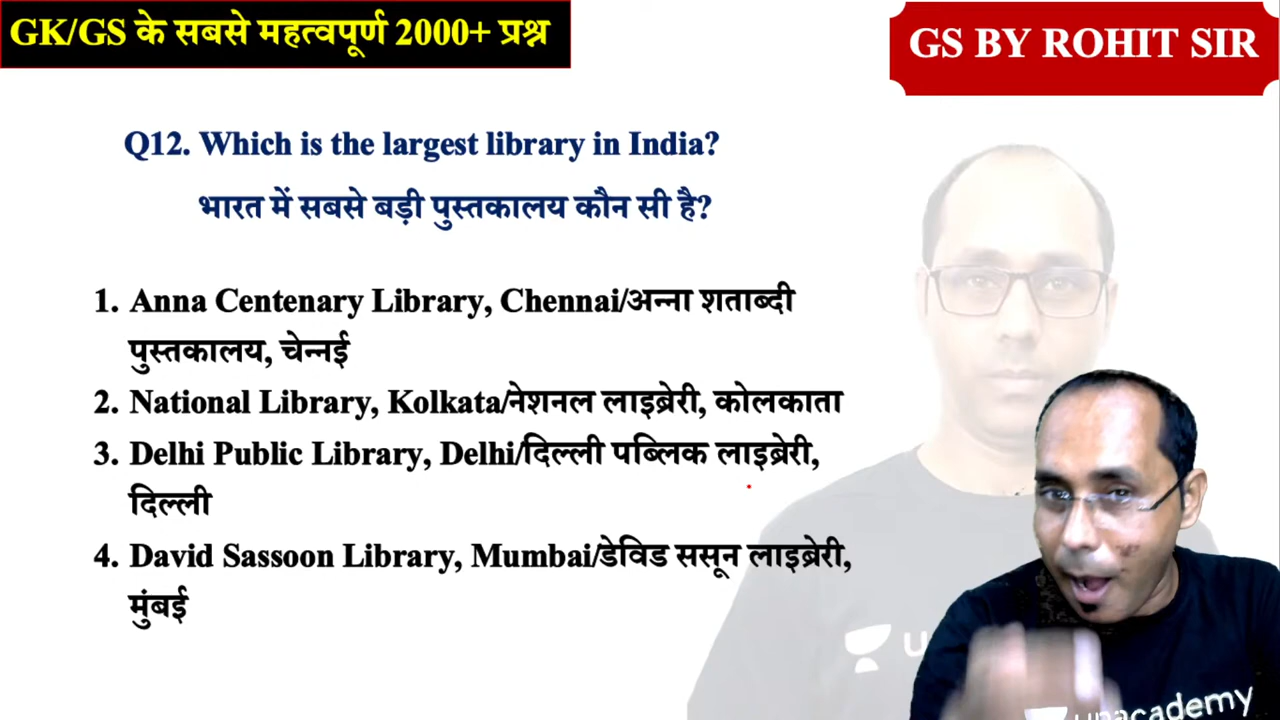 GK/GS के सबसे महत्वपूर्ण 2000+ प्रश्न
GS BY ROHIT SIR
Q12. Which is the largest library in India?
भारत में सबसे बड़ी पुस्तकालय कौन सी है?
1. Anna Centenary Library, Chennai/अन्ना शताब्दी
पुस्तकालय, चेन्नई
2. National Library, Kolkata/नेशनल लाइब्रेरी, कोलकाता
3. Delhi Public Library, Delhi/दिल्ली पब्लिक लाइब्रेरी,
दिल्ली
4. David Sassoon Library, Mumbai/डेविड ससून लाइब्रेरी,
मुंबई
unacademy